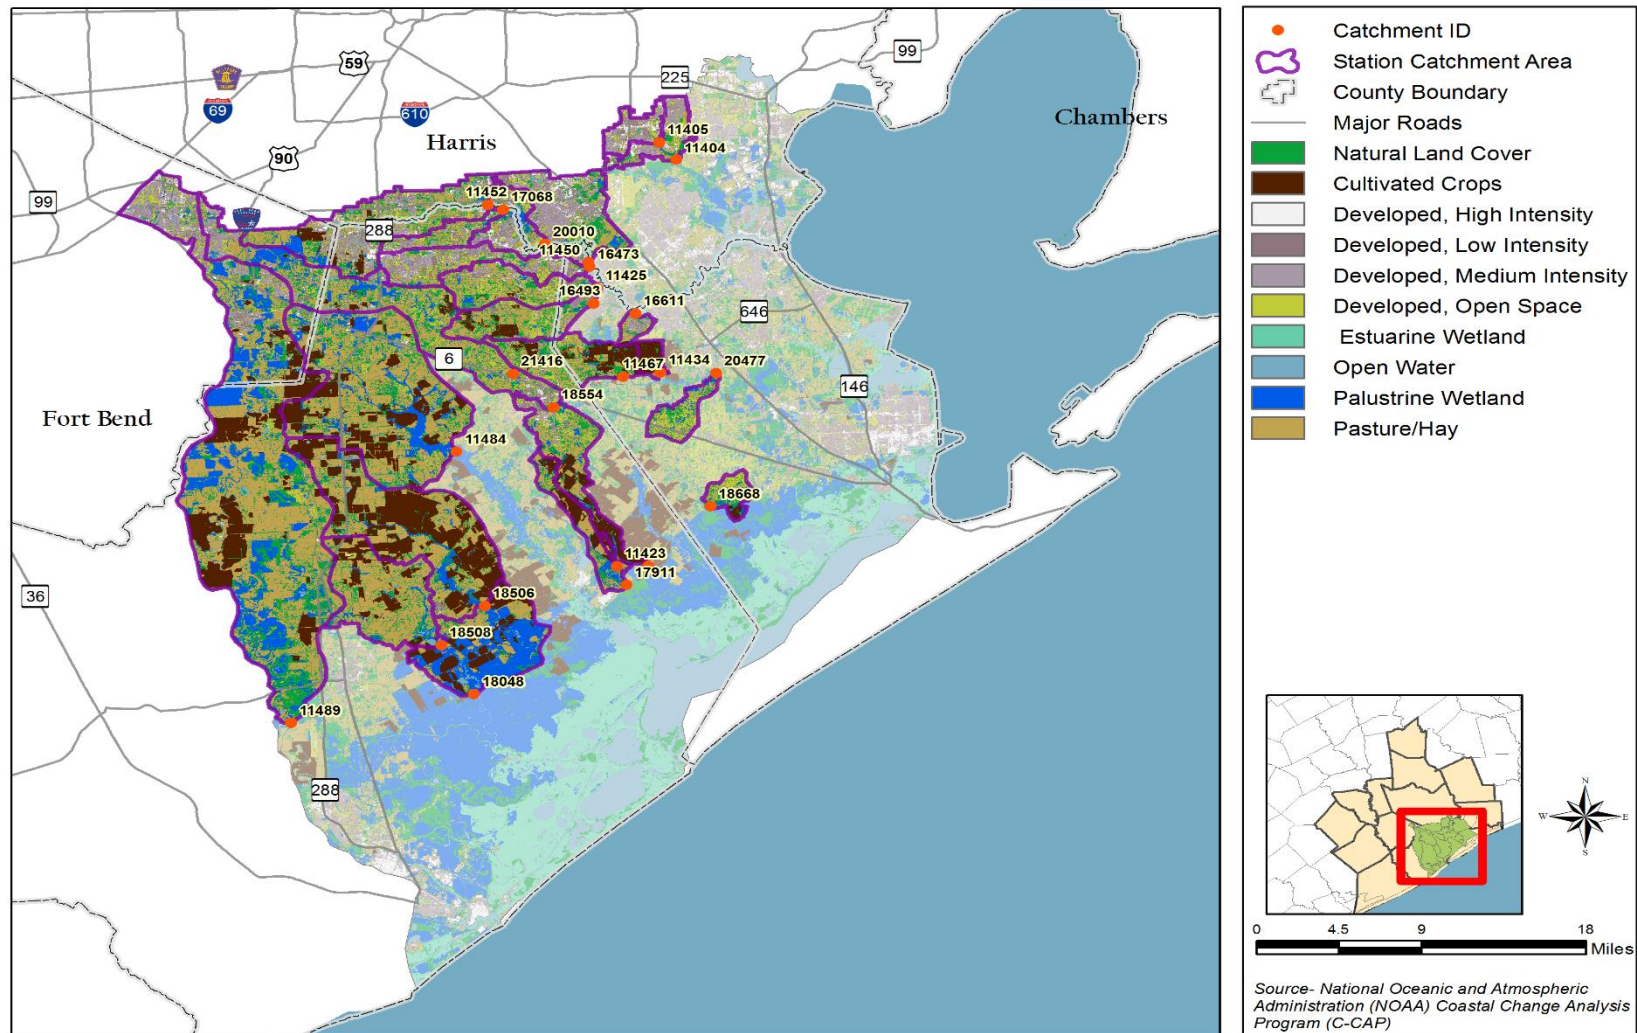 59
99
225
69
610
Chambers
Harris
11405
11404
90
99
11452
17068
288
20010
11450
16473
11425
16493
16611
646
6
21416
11467
11434
20477
146
18554
Fort Bend
11484
18668
11423
17911
36
18506
18508
18048
11489
288
Catchment ID
Station Catchment Area
County Boundary
Major Roads
Natural Land Cover
Cultivated Crops
Developed, High Intensity
Developed, Low Intensity
Developed, Medium Intensity
Developed, Open Space
Estuarine Wetland
Open Water
Palustrine Wetland
Pasture/Hay
N
W E
S
0 4.5 9 18
Miles
Source- National Oceanic and Atmospheric
Administration (NOAA) Coastal Change Analysis
Program (C-CAP)